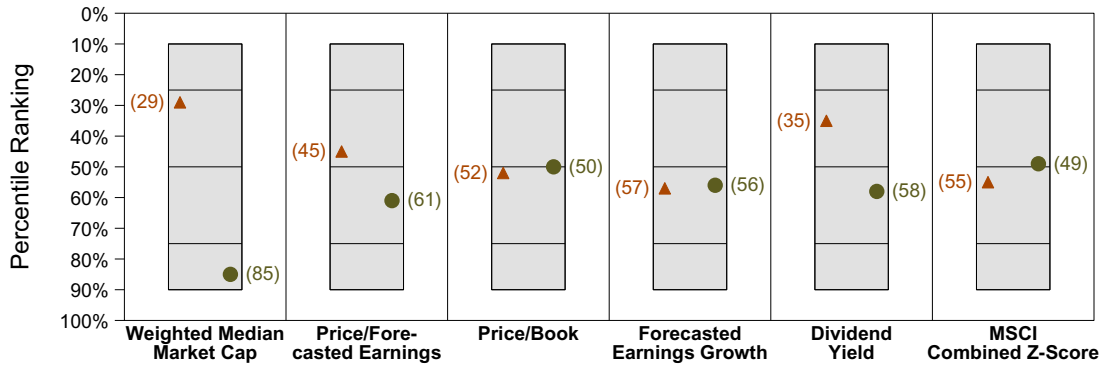 Percentile Ranking
0%
10%
20%
30%
40%
50%
60%
70%
80%
90%
100%
(29)
(85)
(45)
(61)
(52)
(50)
(57)
(56)
(35)
(58)
(55)
(49)
Weighted Median
Market Cap
Price/Fore-
casted Earnings
Price/Book
Forecasted
Earnings Growth
Dividend
Yield
MSCI
Combined Z-Score